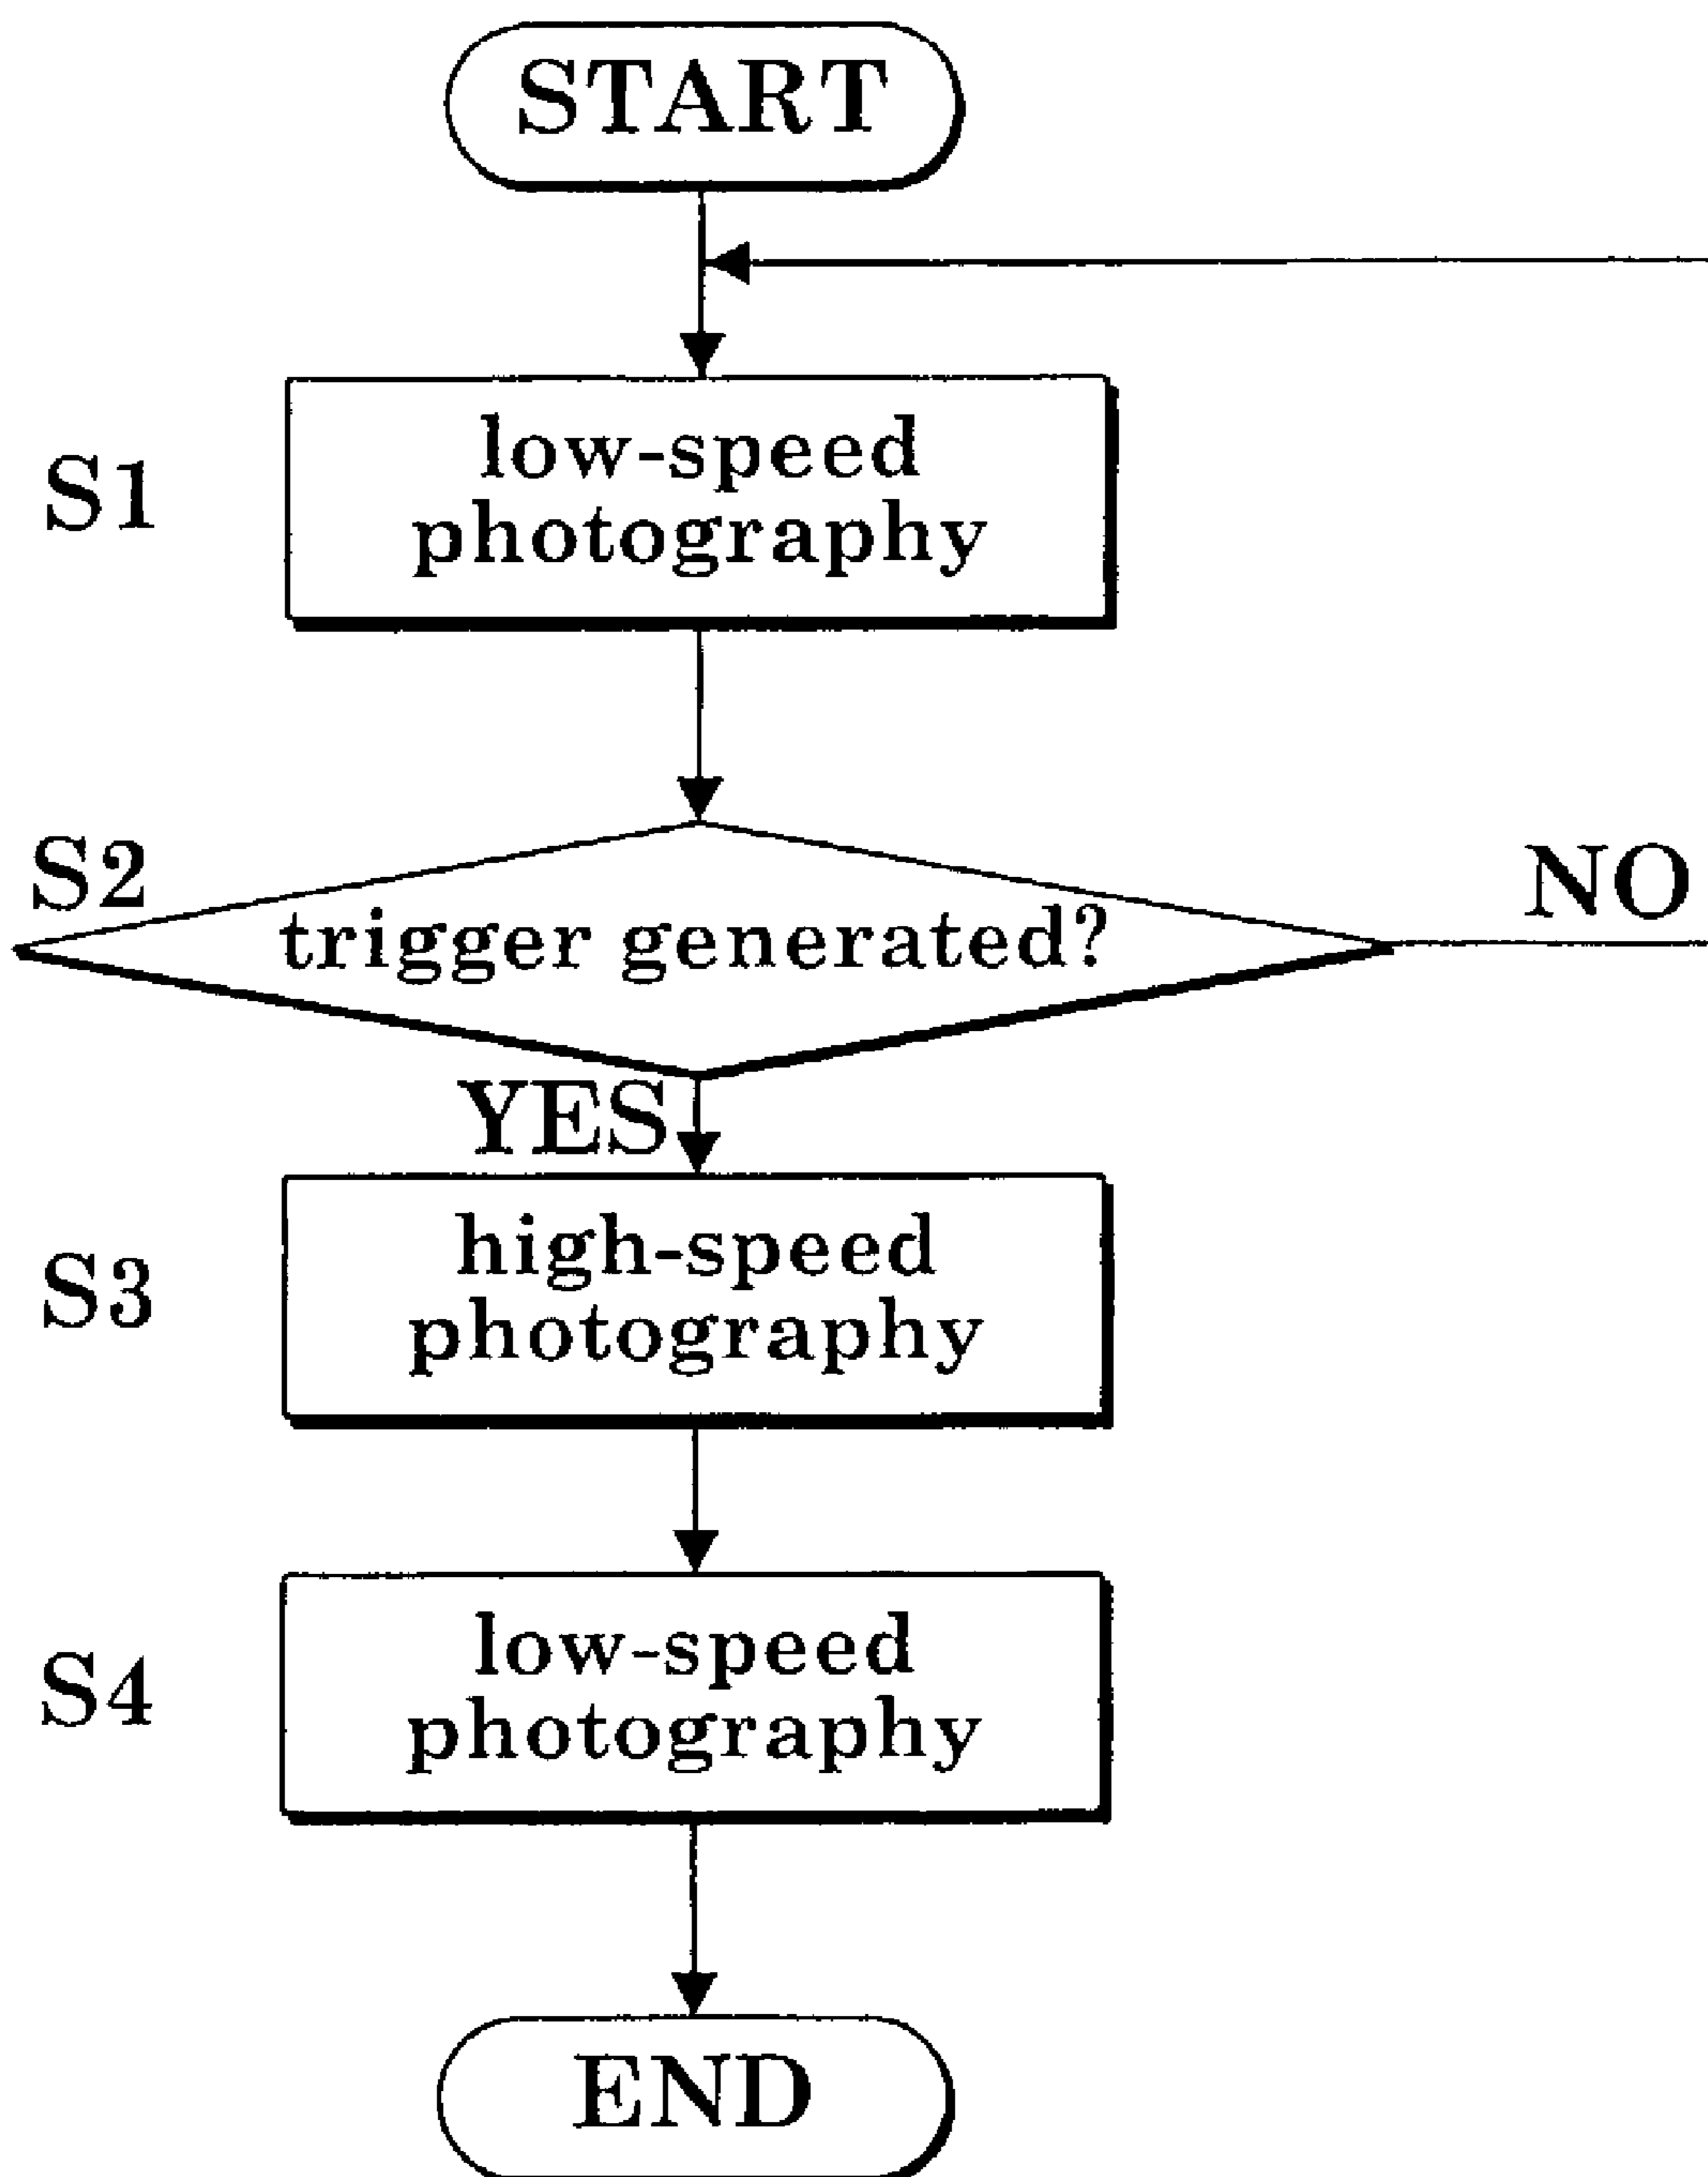 START
S1
low-speed
photography
S2
trigger generated?
NO
YES
S3
high-speed
photography
S4
low-speed
photography
END